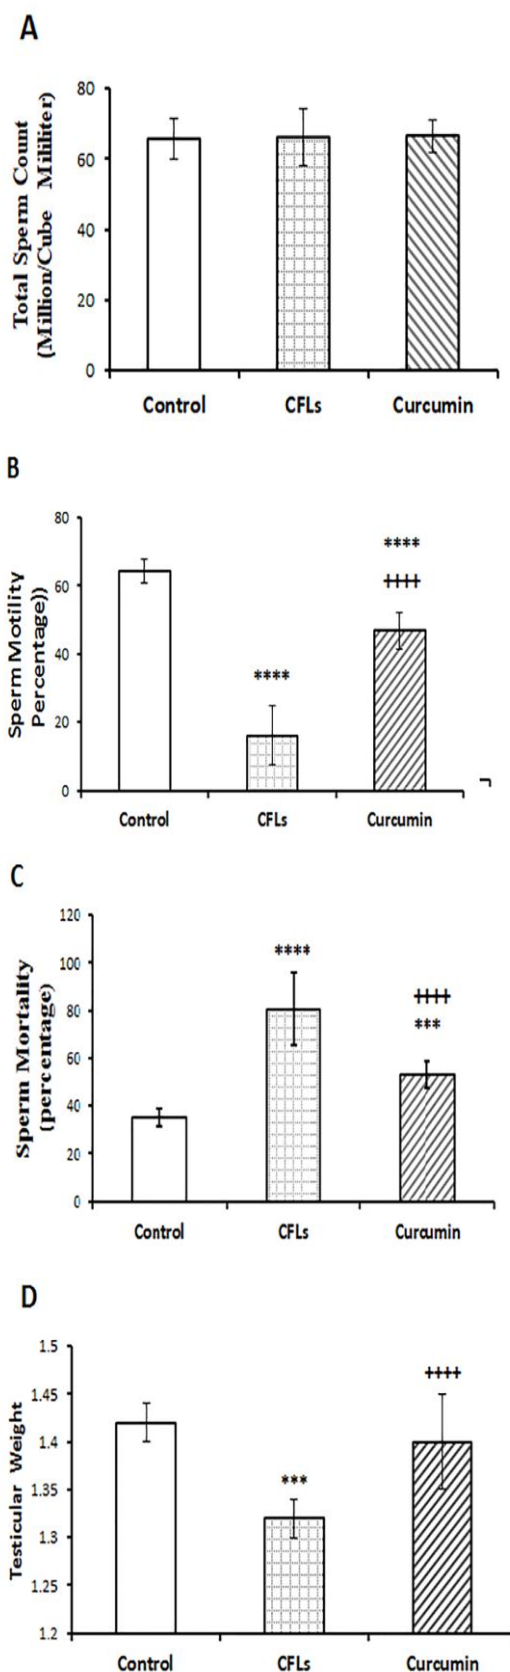 A
Total Sperm Count
(Million/Cube Mililiter)
80
60
40
20
0
Control CFLs Curcumin
B
Sperm Motility
Percentage))
80
60
40
20
0
****
****
++++
Control CFLs Curcumin
C
Sperm Mortality
(percentage)
120
100
80
60
40
20
0
****
++++
***
Control CFLs Curcumin
D
Testicular Weight
1.5
1.45
1.4
1.35
1.3
1.25
1.2
***
++++
Control CFLs Curcumin